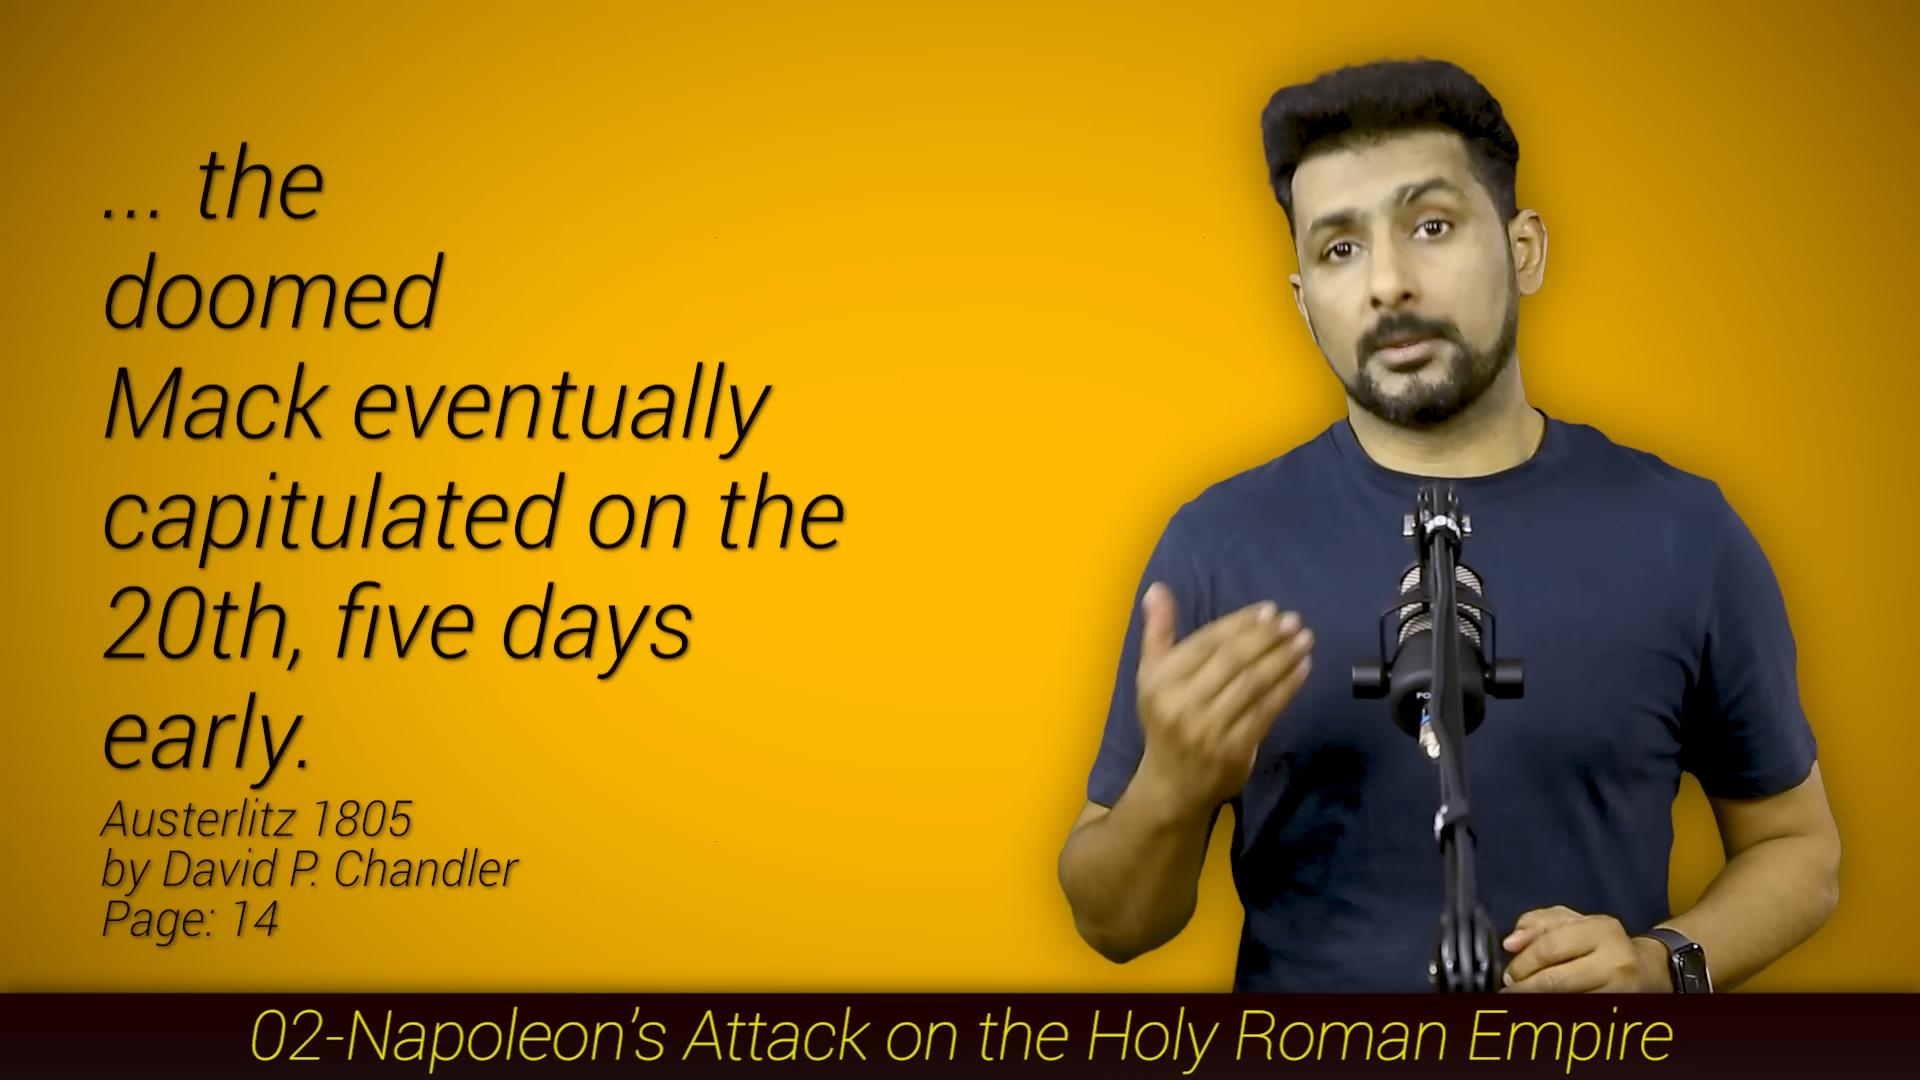 ... the
doomed
Mack eventually
capitulated on the
20th, five days
early.
Austerlitz 1805
by David P. Chandler
Page: 14
02-Napoleon's Attack on the Holy Roman Empire